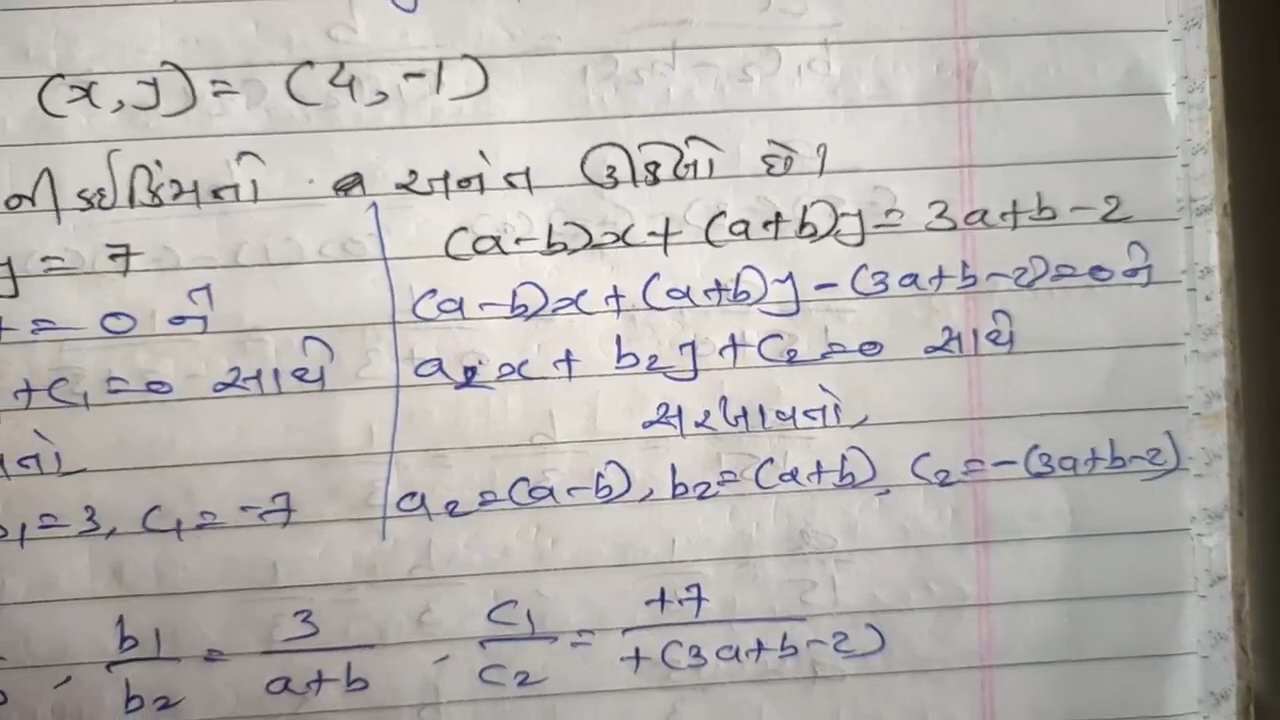 (x, y) = (4, -1)
ની કઈ કિંમતો અનંત ઉકેલો છે?
y = 7
(a-b)x + (a+b)y = 3a+b-2
= 0 ને
(a-b)x + (a+b)y - (3a+b-2) = 0 ને
+ c₁ = 0 સાથે
a₂x + b₂y + c₂ = 0 સાથે
સરખાવતાં,
b₁ = 3, c₁ = -7
a₂ = (a-b), b₂ = (a+b), c₂ = -(3a+b-2)
, b₁/b₂ = 3/(a+b), c₁/c₂ = +7/+(3a+b-2)